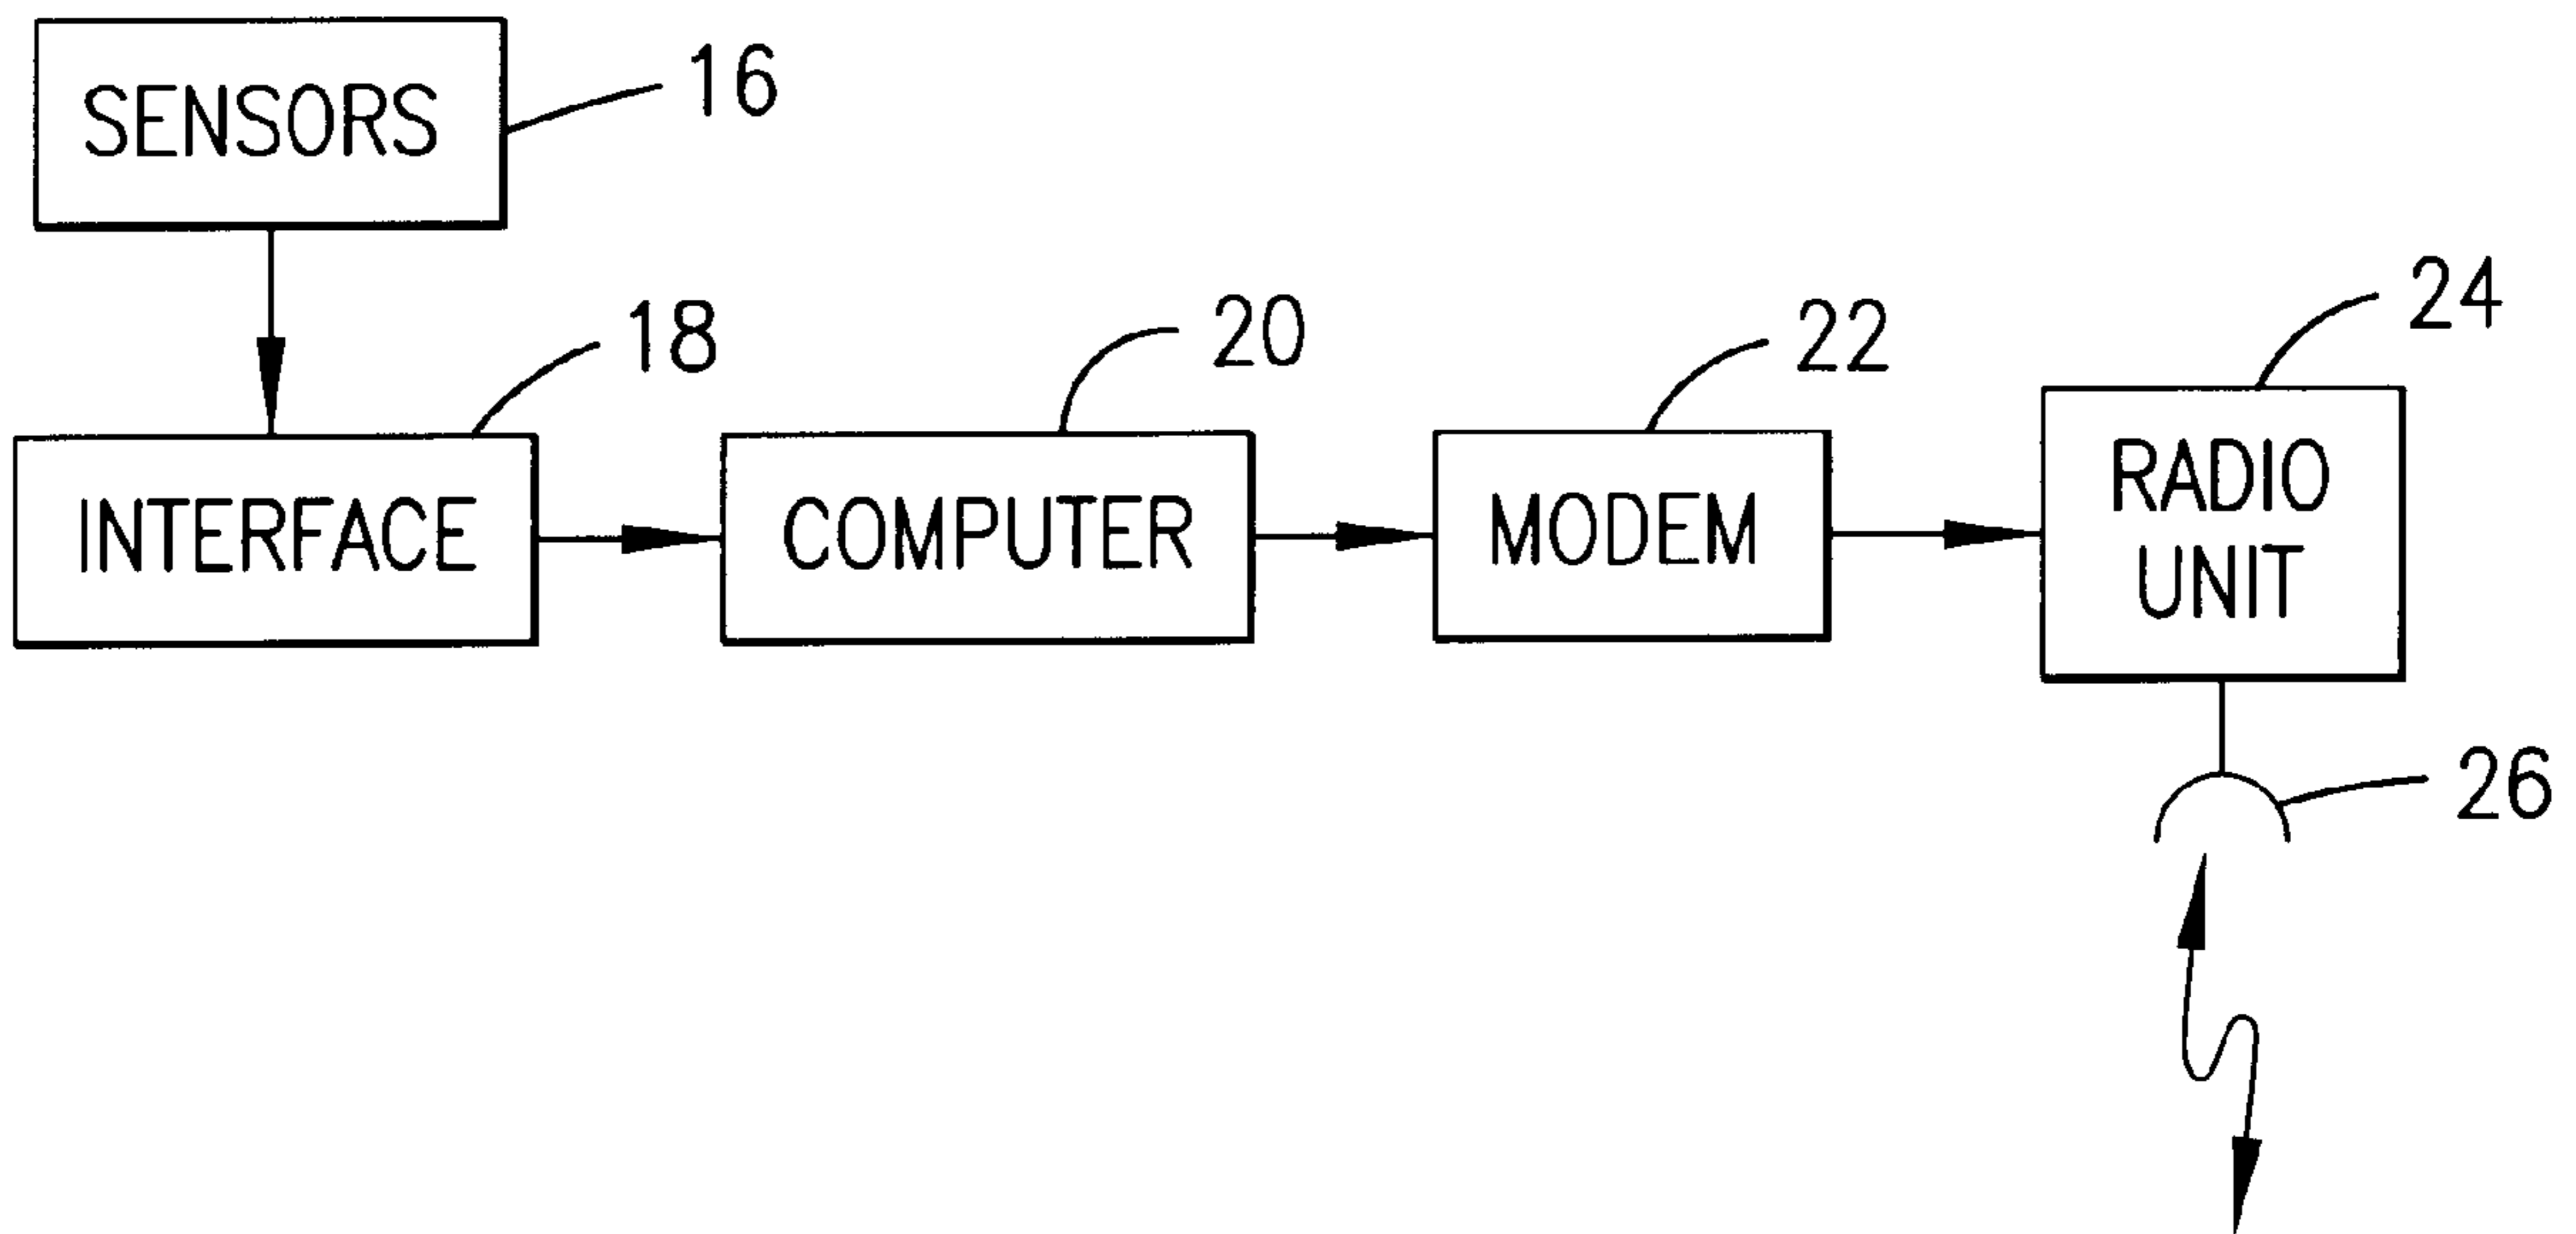 SENSORS
16
18
INTERFACE
20
COMPUTER
22
MODEM
24
RADIO
UNIT
26